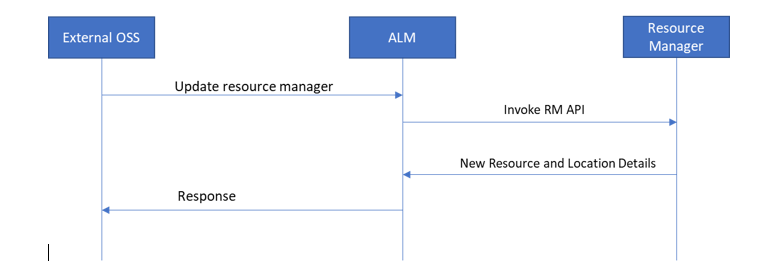 External OSS
ALM
Resource
Manager
Update resource manager
Invoke RM API
New Resource and Location Details
Response